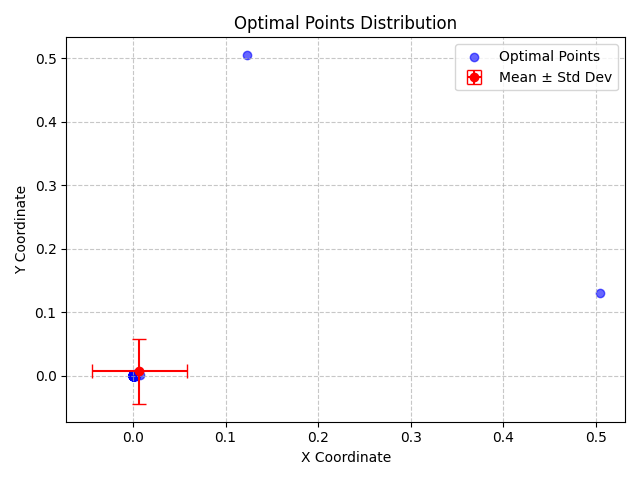 Optimal Points Distribution
Optimal Points
Mean ± Std Dev
Y Coordinate
0.5
0.4
0.3
0.2
0.1
0.0
0.0 0.1 0.2 0.3 0.4 0.5
X Coordinate